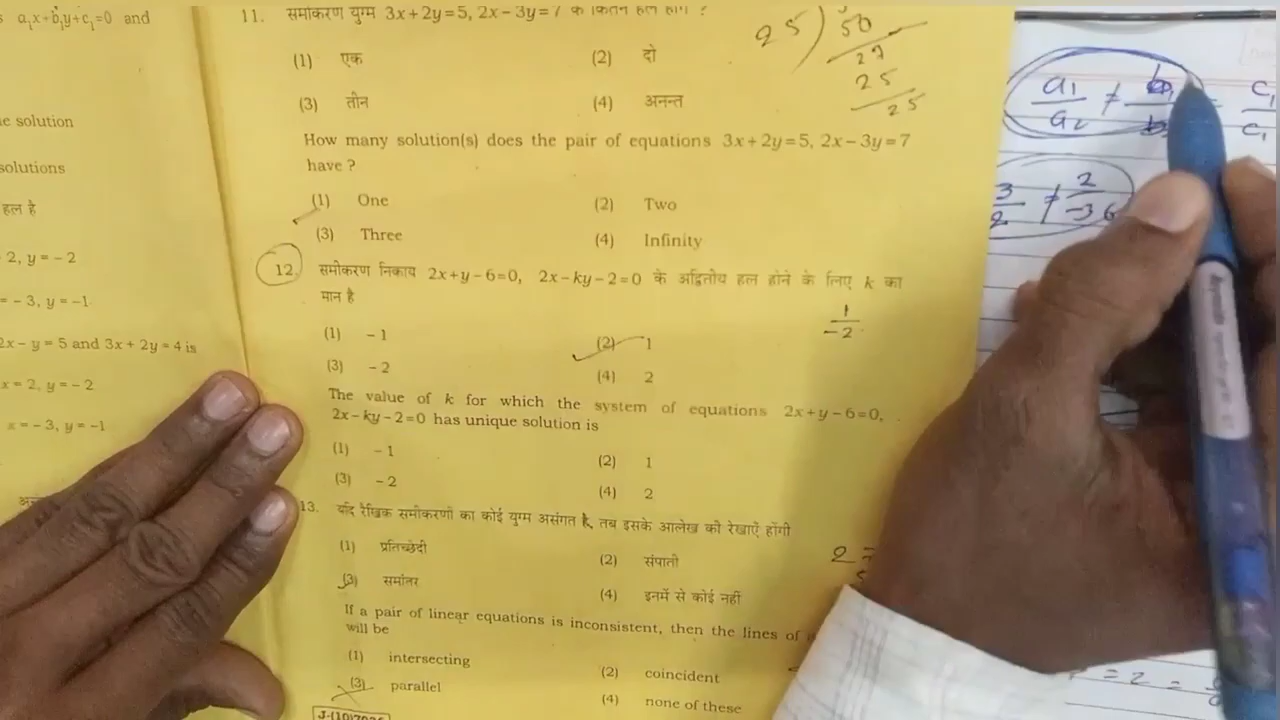 a₁x+b₁y+c₁=0 and
e solution
solutions
हल है
2, y = - 2
= - 3, y = -1
2x - y = 5 and 3x + 2y = 4 is
x = 2, y = - 2
x = - 3, y = -1
11. समीकरण युग्म 3x+2y=5, 2x-3y=7 के कितने हल होंगे ?
(1) एक
(2) दो
(3) तीन
(4) अनन्त
How many solution(s) does the pair of equations 3x+2y=5, 2x-3y=7
have ?
(1) One
(2) Two
(3) Three
(4) Infinity
12. समीकरण निकाय 2x+y-6=0, 2x-ky-2=0 के अद्वितीय हल होने के लिए k का
मान है
(1) - 1
(2) 1
(3) - 2
(4) 2
The value of k for which the system of equations 2x+y-6=0,
2x-ky-2=0 has unique solution is
(1) - 1
(2) 1
(3) - 2
(4) 2
13. यदि रैखिक समीकरणों का कोई युग्म असंगत है, तब इसके आलेख की रेखाएँ होंगी
(1) प्रतिच्छेदी
(2) संपाती
(3) समांतर
(4) इनमें से कोई नहीं
If a pair of linear equations is inconsistent, then the lines of
will be
(1) intersecting
(2) coincident
(3) parallel
(4) none of these
25) 50
27
25
25
1
-2
a₁ ≠ b₁ = c₁
a₂ b₂ c₁
3 ≠ 2
2 -3
= 2 =